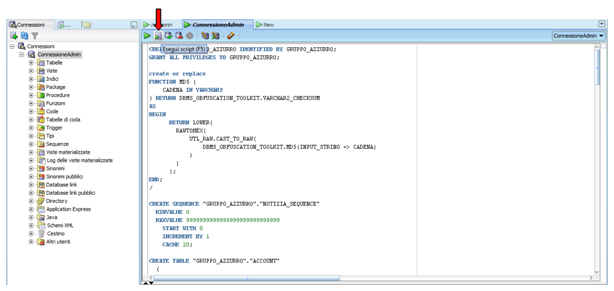 Connessioni
ConnessioneAdmin
New
Esegui script (F5)
ConnessioneAdmin
Connessioni
ConnessioneAdmin
Tabelle
Viste
Indici
Package
Procedure
Funzioni
Code
Tabelle di coda
Trigger
Tipi
Sequenze
Viste materializzate
Log delle viste materializzate
Sinonimi
Sinonimi pubblici
Database link
Database link pubblici
Directory
Application Express
Java
Schemi XML
Cestino
Altri utenti
_AZZURRO IDENTIFIED BY GRUPPO_AZZURRO;
GRANT ALL PRIVILEGES TO GRUPPO_AZZURRO;
create or replace
FUNCTION MD5 (
CADENA IN VARCHAR2
) RETURN DBMS_OBFUSCATION_TOOLKIT.VARCHAR2_CHECKSUM
AS
BEGIN
RETURN LOWER(
RAWTOHEX(
UTL_RAW.CAST_TO_RAW(
DBMS_OBFUSCATION_TOOLKIT.MD5(INPUT_STRING => CADENA)
)
)
);
END;
/
CREATE SEQUENCE "GRUPPO_AZZURRO"."NOTIZIA_SEQUENCE"
MINVALUE 0
MAXVALUE 999999999999999999999999999
START WITH 0
INCREMENT BY 1
CACHE 20;
CREATE TABLE "GRUPPO_AZZURRO"."ACCOUNT"
(